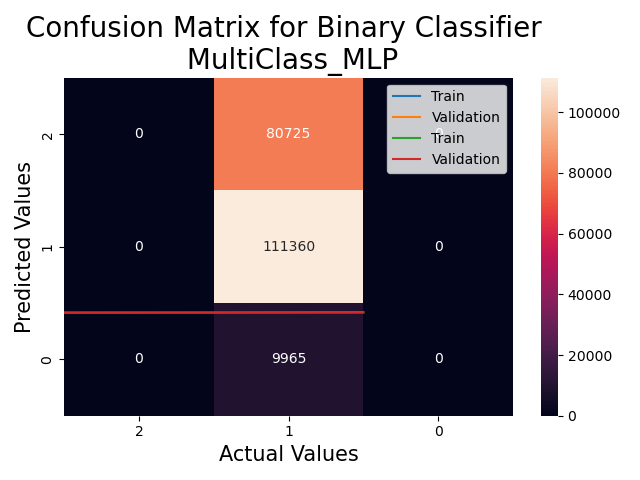 Confusion Matrix for Binary Classifier
MultiClass_MLP
Train
Validation
Train
Validation
Predicted Values
2
0
80725
0
1
0
111360
0
0
0
9965
0
2
1
0
Actual Values
100000
80000
60000
40000
20000
0